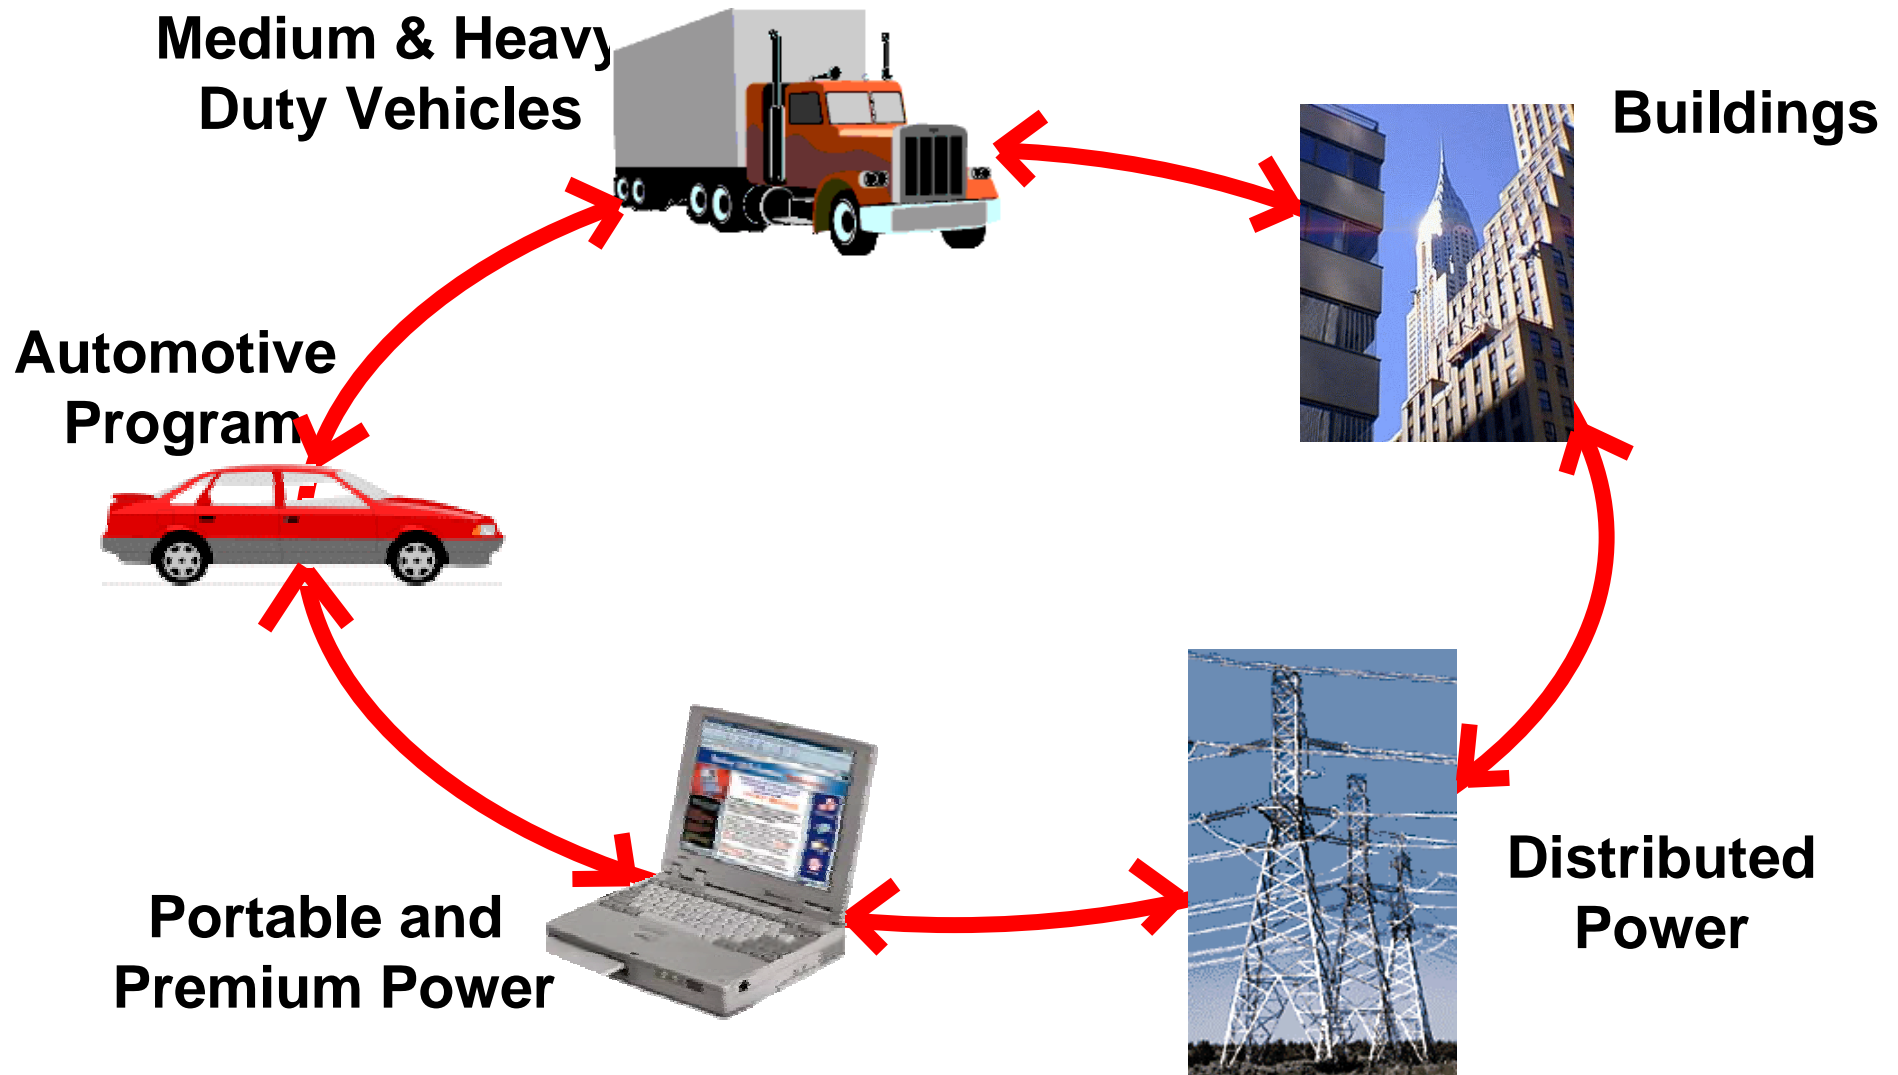 Medium & Heavy
Duty Vehicles
Buildings
Automotive
Program
Distributed
Power
Portable and
Premium Power